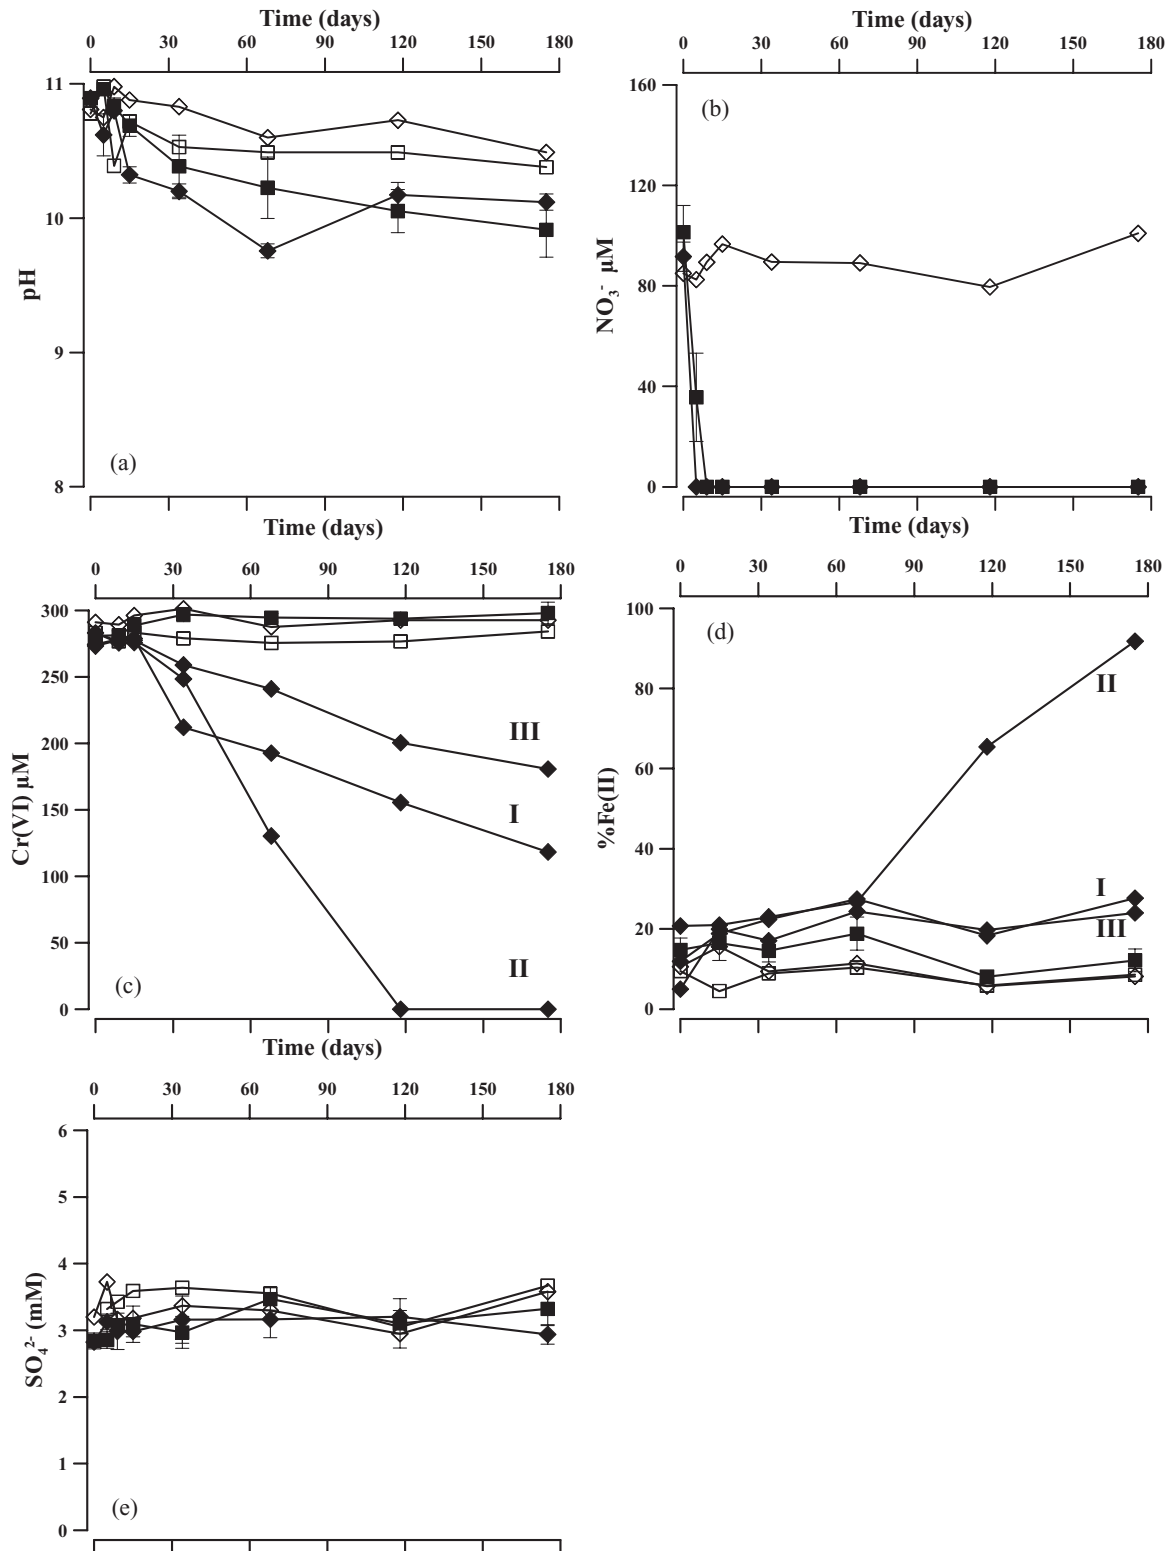 Time (days)
0 30 60 90 120 150 180
11
10
9
8
pH
(a)
Time (days)
0 30 60 90 120 150 180
160
120
80
40
0
NO₃⁻ μM
(b)
Time (days)
0 30 60 90 120 150 180
300
250
200
150
100
50
0
Cr(VI) μM
III
I
II
(c)
Time (days)
0 30 60 90 120 150 180
100
80
60
40
20
0
%Fe(II)
(d)
II
I
III
Time (days)
0 30 60 90 120 150 180
6
5
4
3
2
1
0
SO₄²⁻ (mM)
(e)